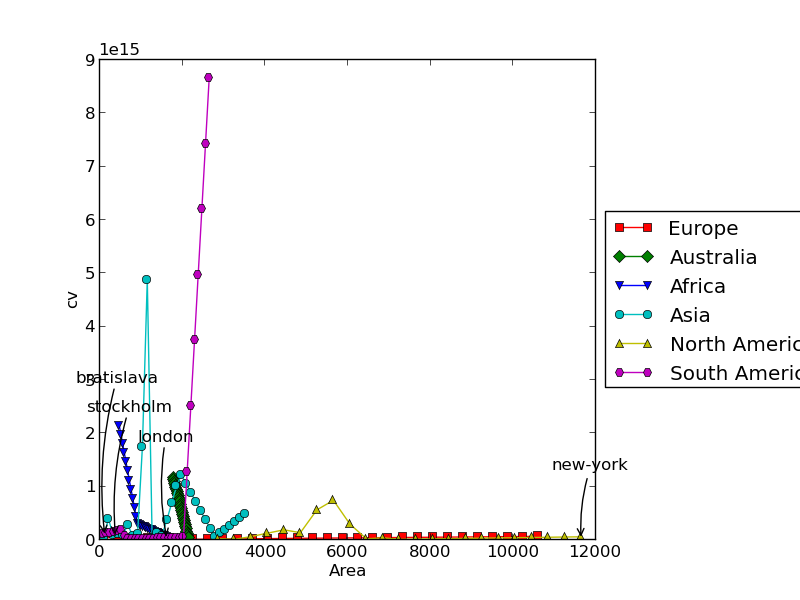 1e15
9
8
7
6
5
4
3
2
1
0
cv
bratislava
stockholm
london
new-york
0
2000
4000
6000
8000
10000
12000
Area
Europe
Australia
Africa
Asia
North Americ
South Americ